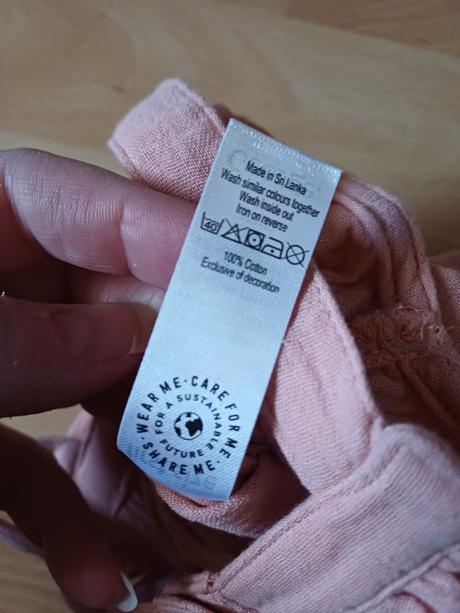 Made in Sri Lanka
Wash similar colours together
Wash inside out
Iron on reverse
40
100% Cotton
Exclusive of decoration
WEAR ME · CARE FOR ME · SHARE ME ·
FOR A SUSTAINABLE FUTURE